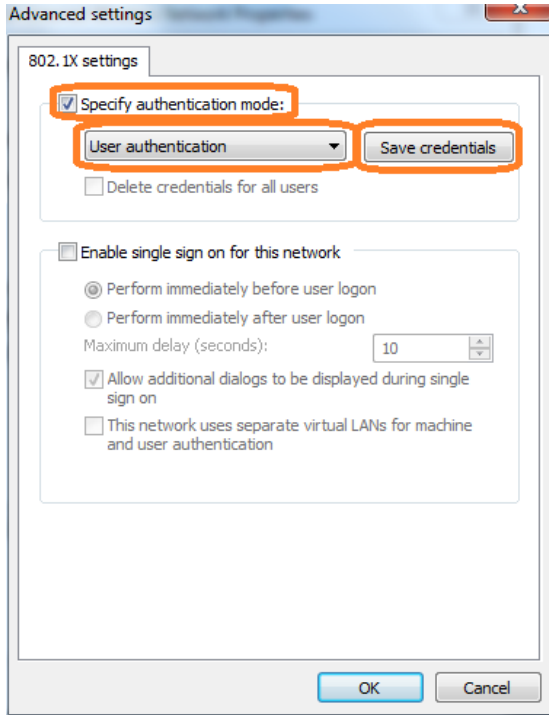 Advanced settings
802.1X settings
Specify authentication mode:
User authentication
Save credentials
Delete credentials for all users
Enable single sign on for this network
Perform immediately before user logon
Perform immediately after user logon
Maximum delay (seconds):
10
Allow additional dialogs to be displayed during single
sign on
This network uses separate virtual LANs for machine
and user authentication
OK
Cancel